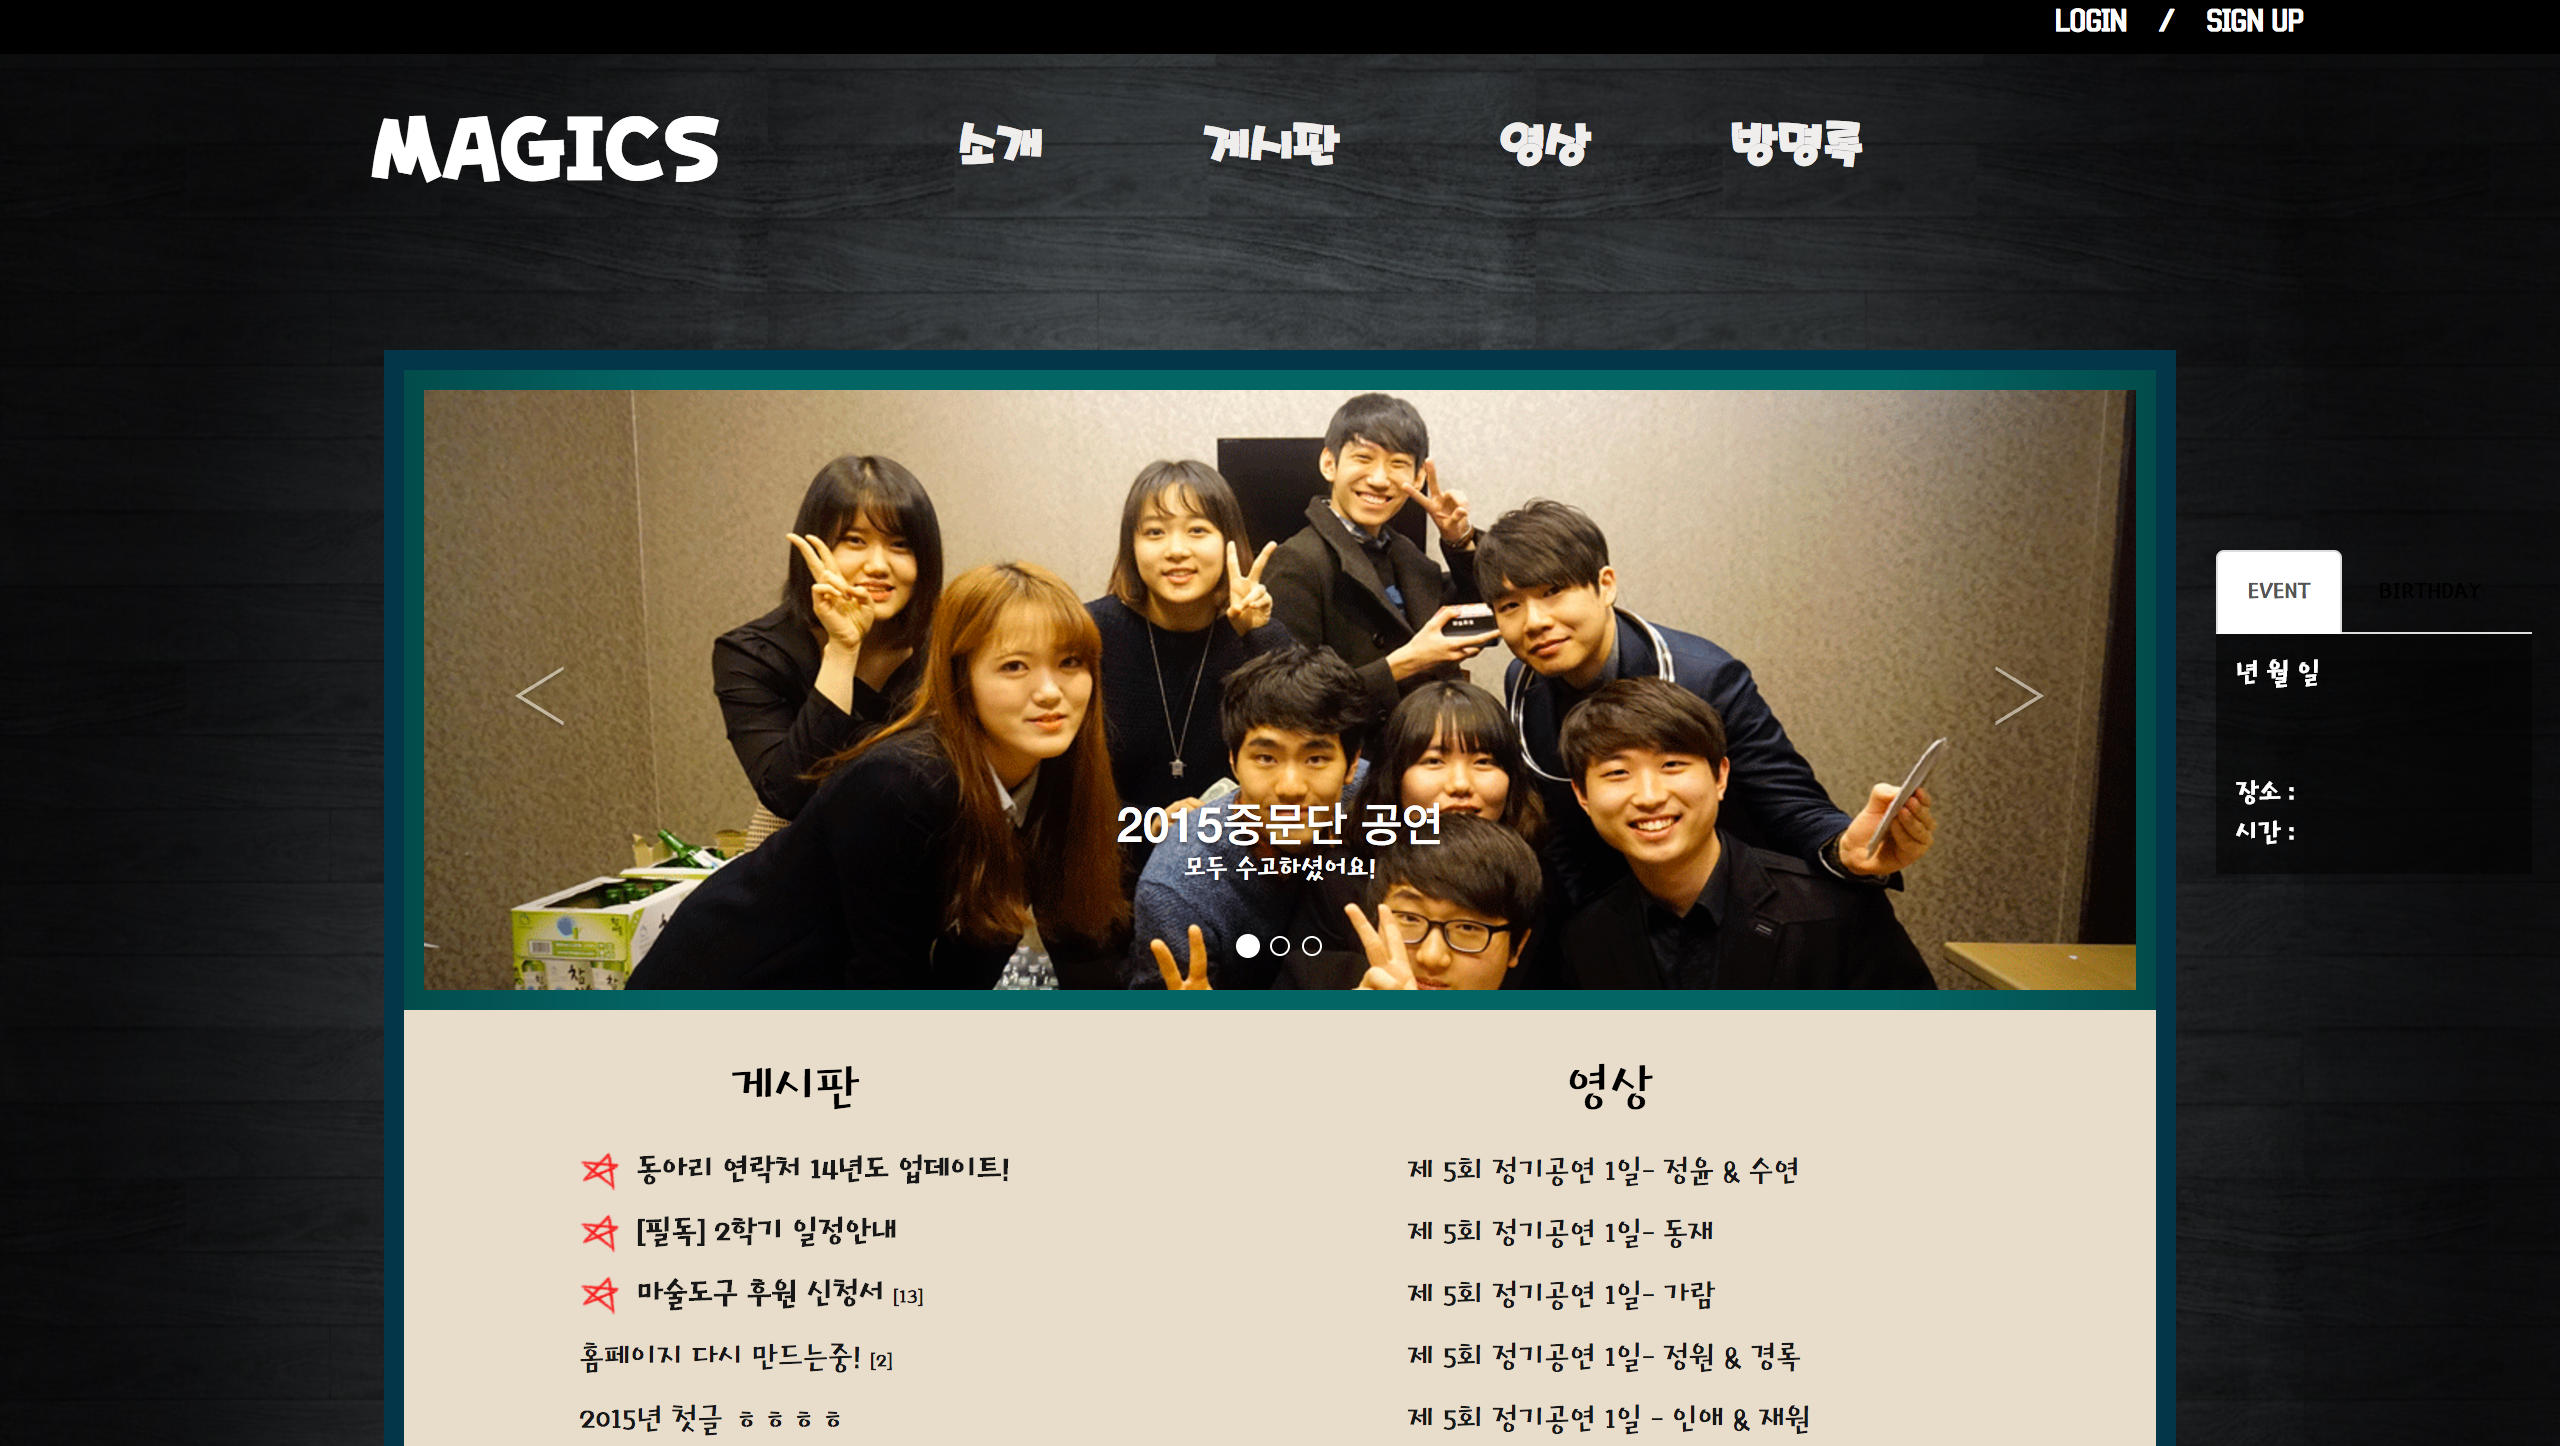 LOGIN / SIGN UP
MAGICS
소개 게시판 영상 방명록
EVENT BIRTHDAY
년 월 일
장소 :
시간 :
2015중문단 공연
모두 수고하셨어요!
참
게시판
동아리 연락처 14년도 업데이트!
[필독] 2학기 일정안내
마술도구 후원 신청서 [13]
홈페이지 다시 만드는중! [2]
2015년 첫글 ㅎㅎㅎㅎ
영상
제 5회 정기공연 1일- 정윤 & 수연
제 5회 정기공연 1일- 동재
제 5회 정기공연 1일- 가람
제 5회 정기공연 1일- 정원 & 경록
제 5회 정기공연 1일 - 인애 & 재원